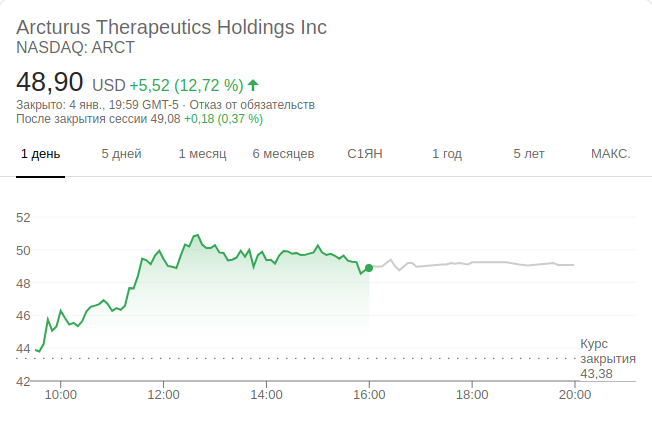 Arcturus Therapeutics Holdings Inc
NASDAQ: ARCT
48,90 USD +5,52 (12,72 %)
Закрыто: 4 янв., 19:59 GMT-5 · Отказ от обязательств
После закрытия сессии 49,08 +0,18 (0,37 %)
1 день 5 дней 1 месяц 6 месяцев С1ЯН 1 год 5 лет МАКС.
52
50
48
46
44
Курс
закрытия
43,38
42
10:00 12:00 14:00 16:00 18:00 20:00